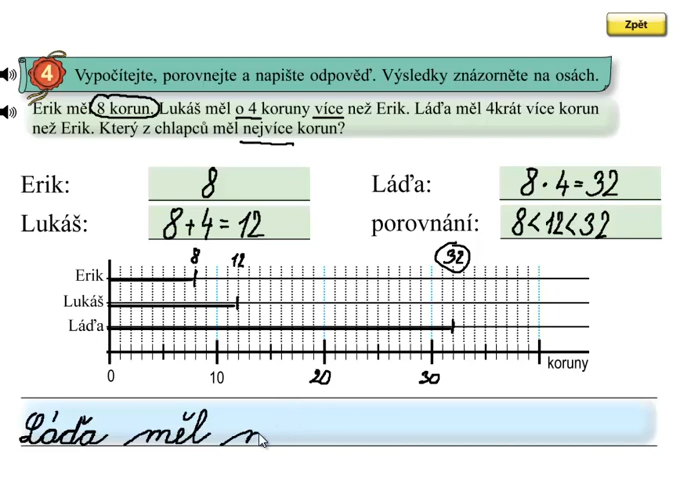 Zpět
4 Vypočítejte, porovnejte a napište odpověď. Výsledky znázorněte na osách.
Erik měl 8 korun. Lukáš měl o 4 koruny více než Erik. Láďa měl 4krát více korun
než Erik. Který z chlapců měl nejvíce korun?
Erik: 8 Láďa: 8 · 4 = 32
Lukáš: 8 + 4 = 12 porovnání: 8 < 12 < 32
8 12 32
Erik
Lukáš
Láďa
koruny
0 10 20 30
Láďa měl n